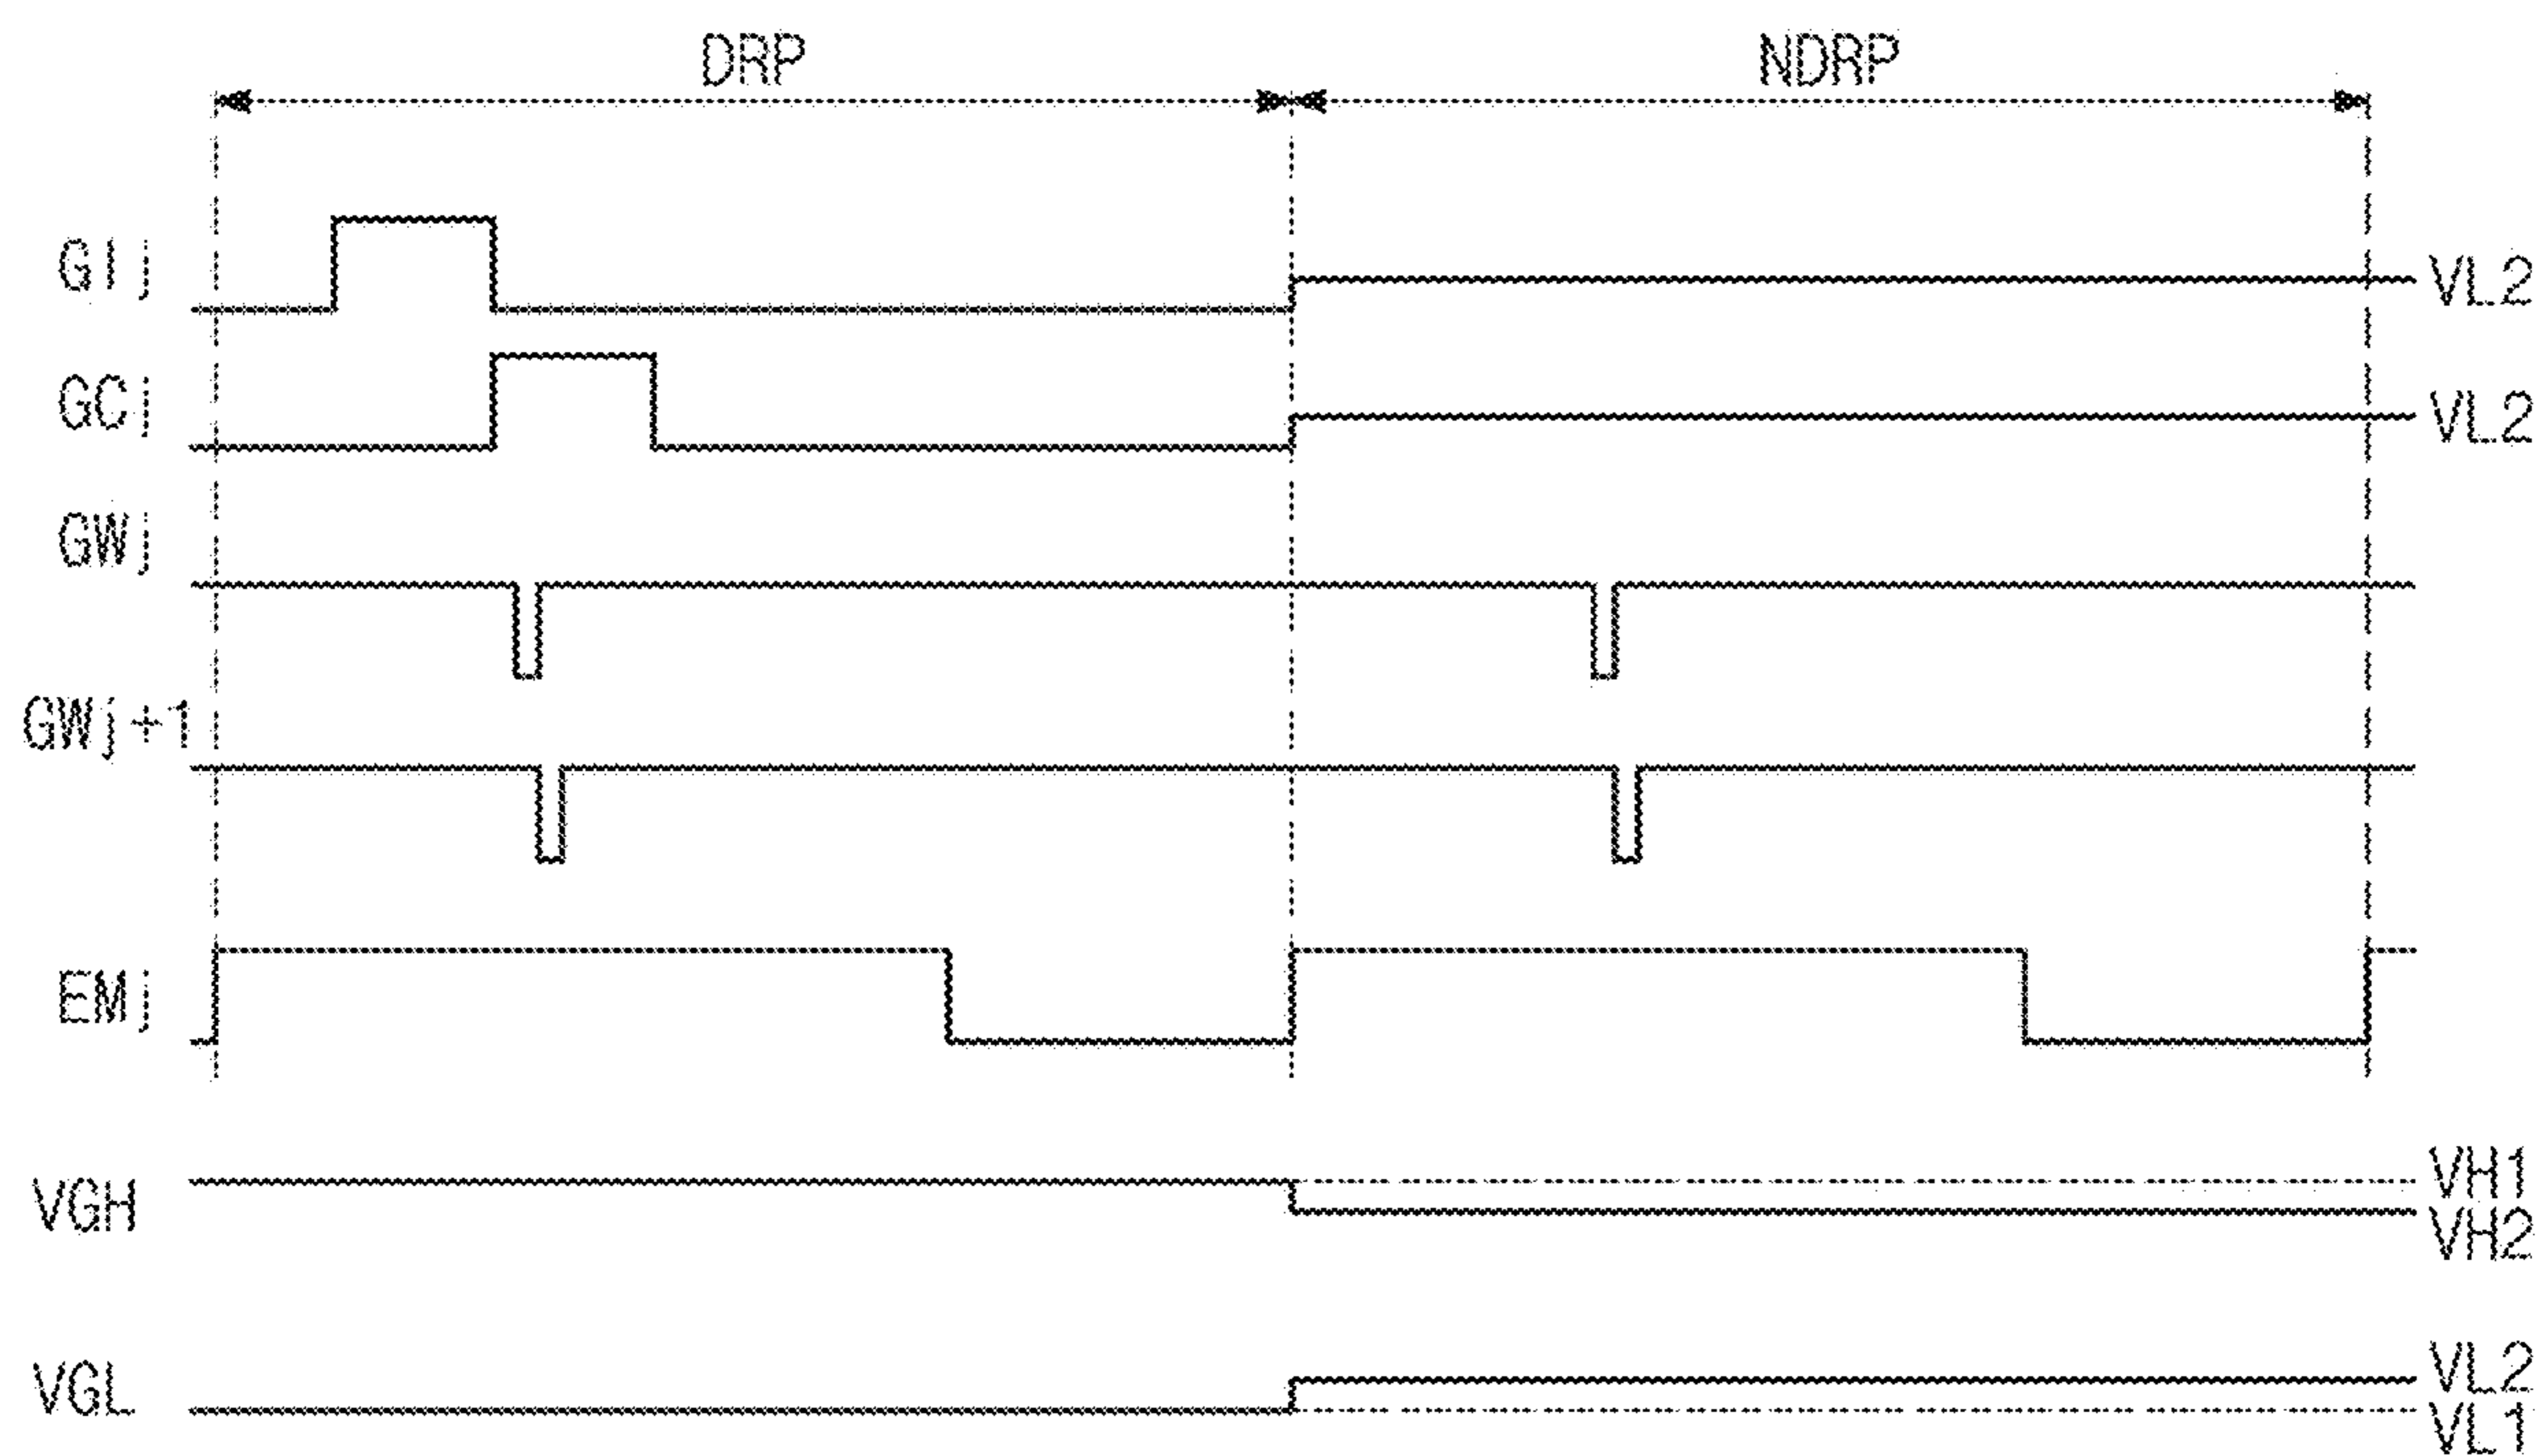 DRP NDRP
GIj VL2
GCj VL2
GWj
GWj+1
EMj
VH1
VGH
VH2
VL2
VGL
VL1